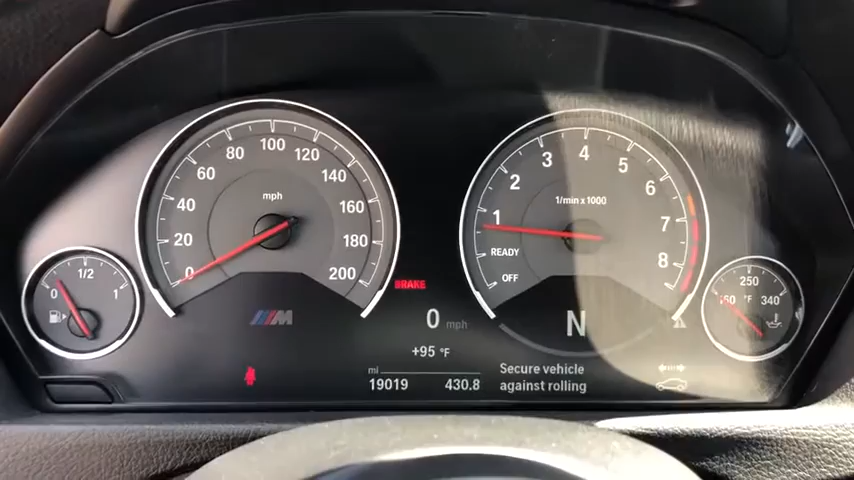 0
20
40
60
80
100
120
140
160
180
200
mph
OFF
READY
1
2
3
4
5
6
7
8
1/min x 1000
0
1/2
1
250
340
°F
BRAKE
M
0 mph
N
+95 °F
mi
19019
430.8
Secure vehicle
against rolling